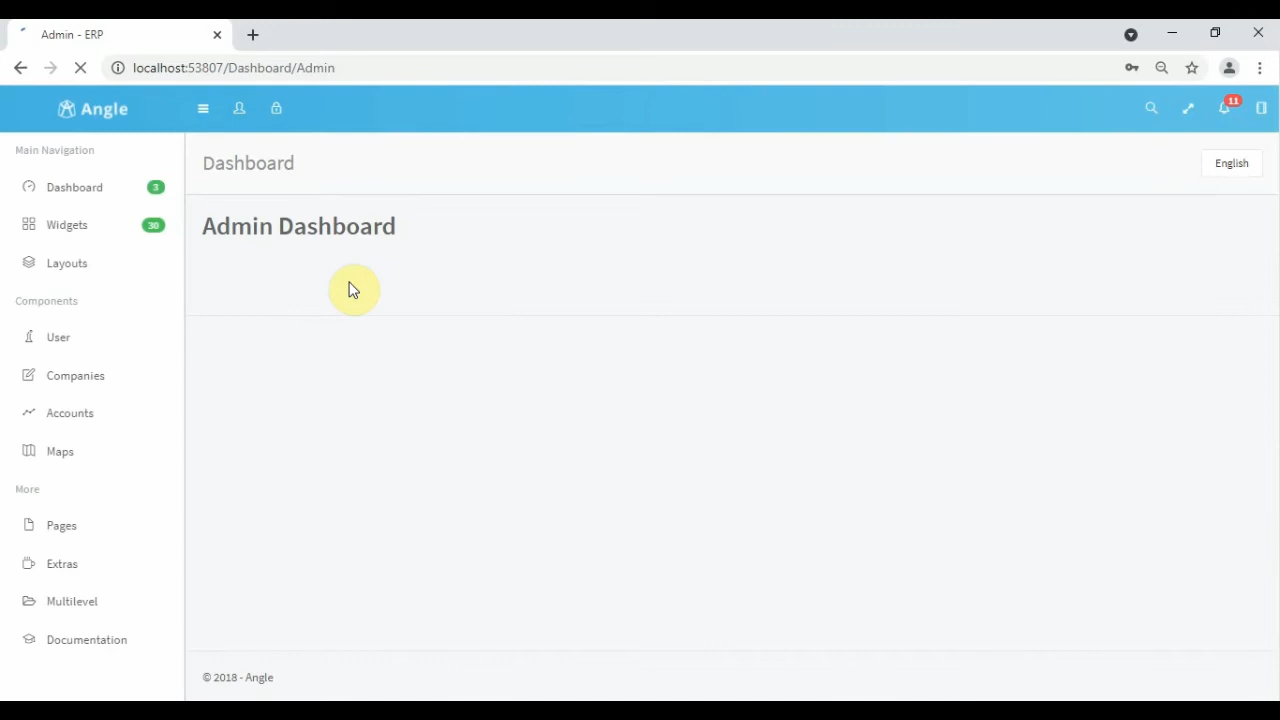 Admin - ERP
localhost:53807/Dashboard/Admin
Angle
11
Main Navigation
Dashboard
English
Dashboard 3
Admin Dashboard
Widgets 30
Layouts
Components
User
Companies
Accounts
Maps
More
Pages
Extras
Multilevel
Documentation
© 2018 - Angle